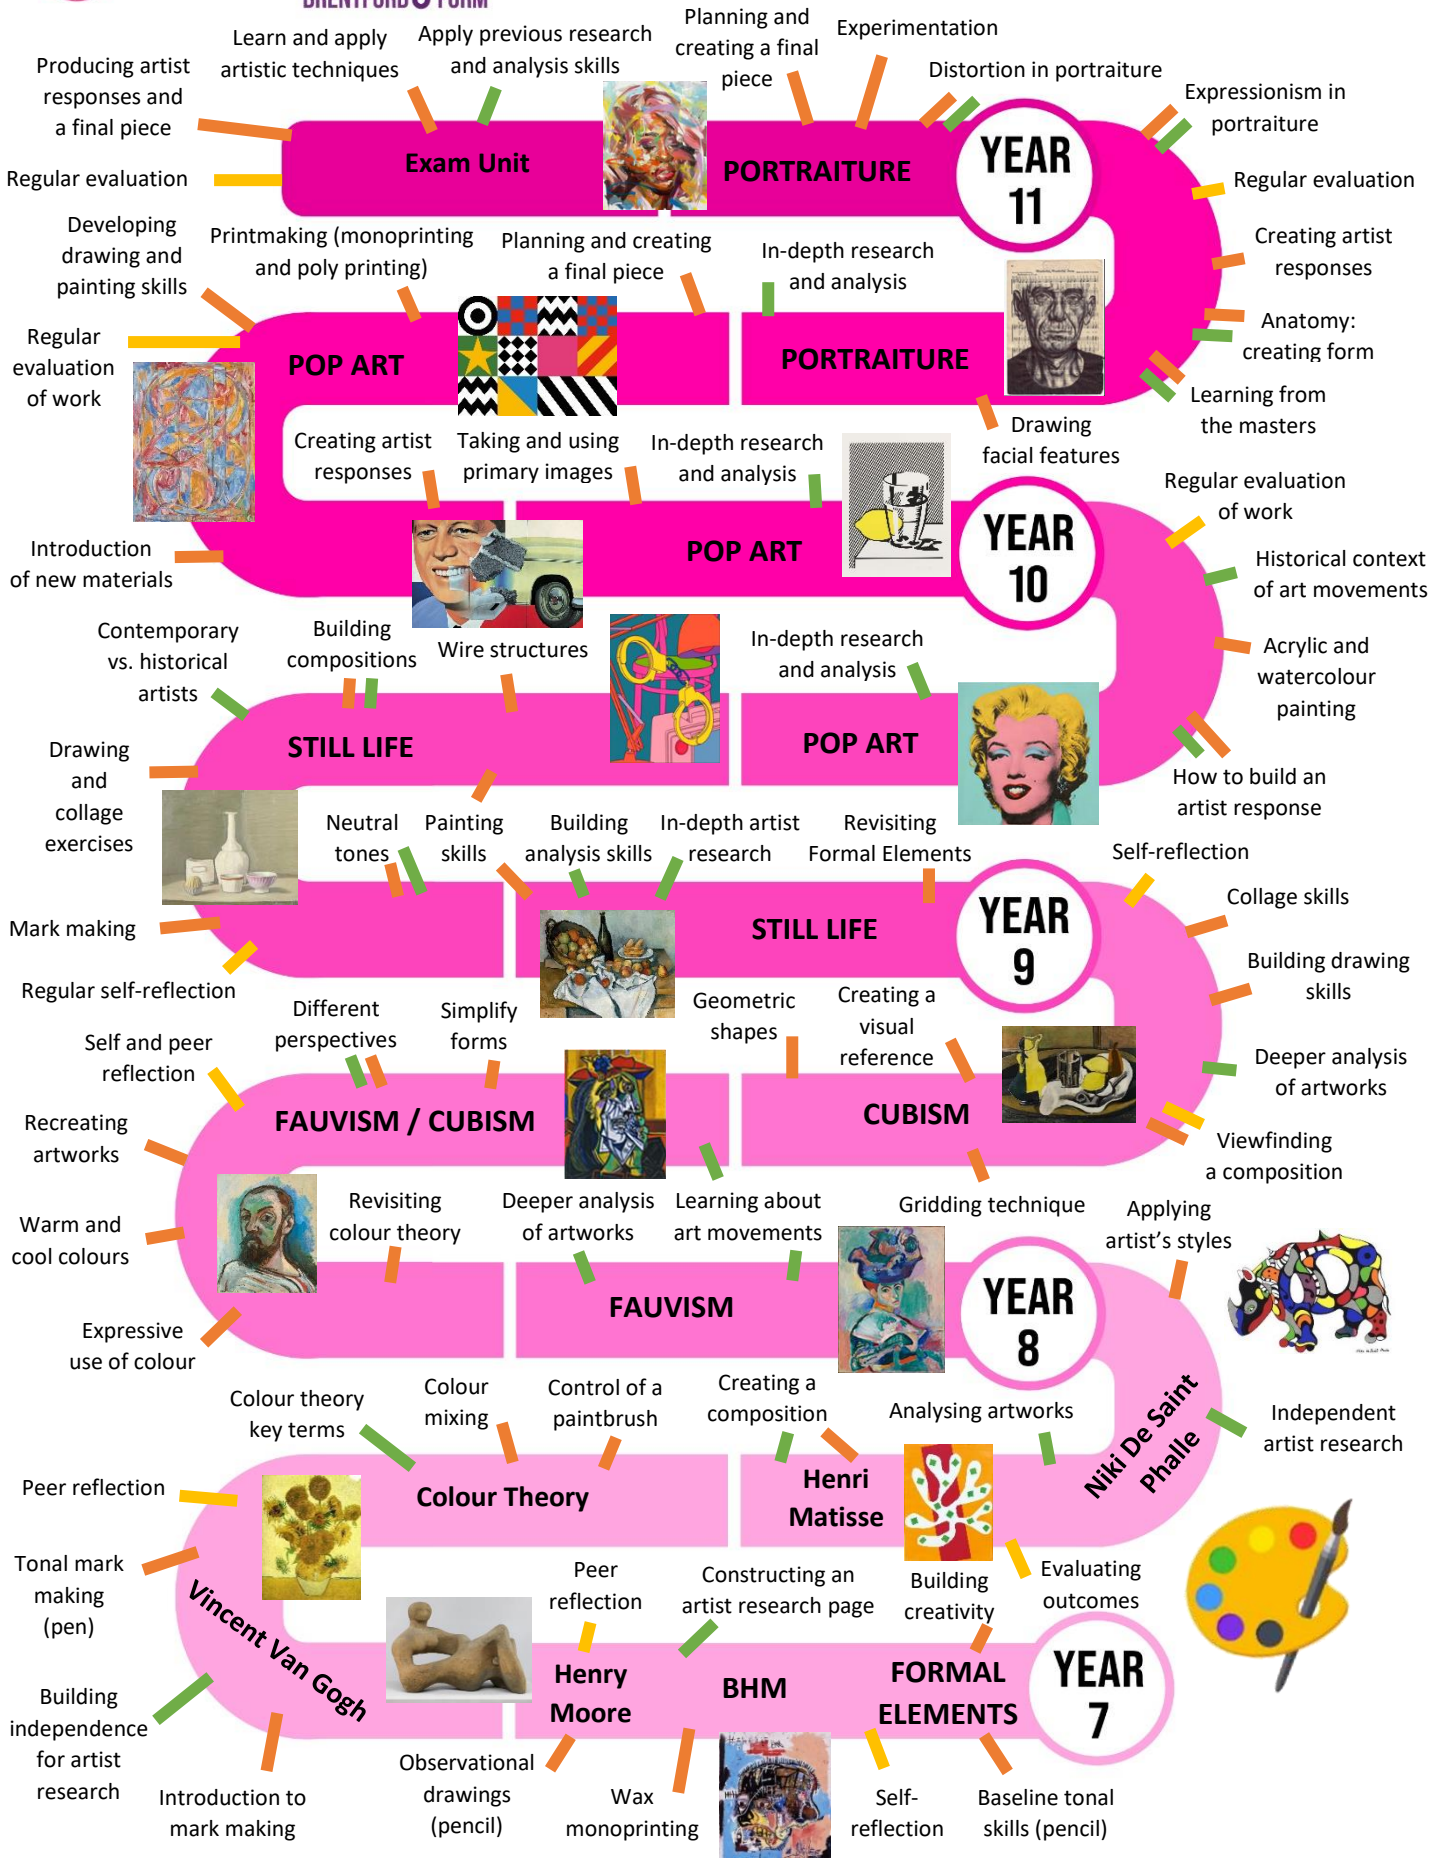 BRENTFORD 6 FORM
Learn and apply
artistic techniques
Apply previous research
and analysis skills
Planning and
creating a final
piece
Experimentation
Distortion in portraiture
Producing artist
responses and
a final piece
Expressionism in
portraiture
Exam Unit
PORTRAITURE
YEAR
11
Regular evaluation
Regular evaluation
Developing
drawing and
painting skills
Printmaking (monoprinting
and poly printing)
Planning and creating
a final piece
In-depth research
and analysis
Creating artist
responses
Regular
evaluation
of work
POP ART
PORTRAITURE
Anatomy:
creating form
Learning from
the masters
Creating artist
responses
Taking and using
primary images
In-depth research
and analysis
Drawing
facial features
Regular evaluation
of work
Introduction
of new materials
POP ART
YEAR
10
Historical context
of art movements
Contemporary
vs. historical
artists
Building
compositions
Wire structures
In-depth research
and analysis
Acrylic and
watercolour
painting
STILL LIFE
POP ART
Drawing
and
collage
exercises
How to build an
artist response
Neutral
tones
Painting
skills
Building
analysis skills
In-depth artist
research
Revisiting
Formal Elements
Self-reflection
Collage skills
Mark making
STILL LIFE
YEAR
9
Building drawing
skills
Regular self-reflection
Different
perspectives
Simplify
forms
Geometric
shapes
Creating a
visual
reference
Self and peer
reflection
Deeper analysis
of artworks
FAUVISM / CUBISM
CUBISM
Recreating
artworks
Viewfinding
a composition
Warm and
cool colours
Revisiting
colour theory
Deeper analysis
of artworks
Learning about
art movements
Gridding technique
Applying
artist's styles
FAUVISM
YEAR
8
Expressive
use of colour
Colour theory
key terms
Colour
mixing
Control of a
paintbrush
Creating a
composition
Analysing artworks
Niki De Saint
Phalle
Independent
artist research
Peer reflection
Colour Theory
Henri
Matisse
Tonal mark
making
(pen)
Vincent Van Gogh
Peer
reflection
Constructing an
artist research page
Building
creativity
Evaluating
outcomes
Henry
Moore
BHM
FORMAL
ELEMENTS
YEAR
7
Building
independence
for artist
research
Introduction to
mark making
Observational
drawings
(pencil)
Wax
monoprinting
Self-
reflection
Baseline tonal
skills (pencil)